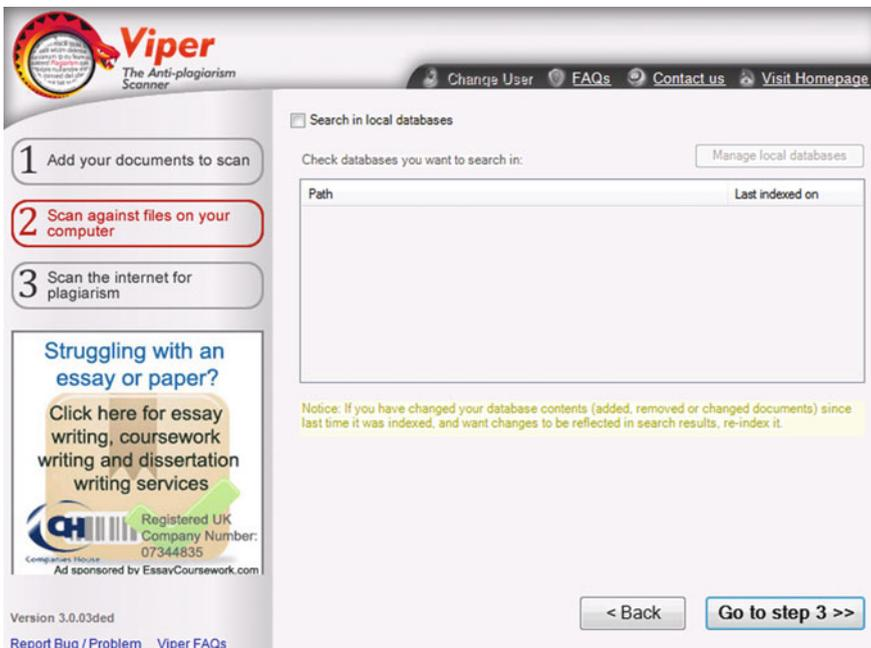 Viper
The Anti-plagiarism
Scanner
Change User
FAQs
Contact us
Visit Homepage
1
Add your documents to scan
2
Scan against files on your
computer
3
Scan the internet for
plagiarism
Struggling with an
essay or paper?
Click here for essay
writing, coursework
writing and dissertation
writing services
CH
Registered UK
Company Number:
07344835
Companies House
Ad sponsored by EssayCoursework.com
Version 3.0.03ded
Report Bug / Problem
Viper FAQs
Search in local databases
Check databases you want to search in:
Manage local databases
Path
Last indexed on
Notice: If you have changed your database contents (added, removed or changed documents) since
last time it was indexed, and want changes to be reflected in search results, re-index it.
< Back
Go to step 3 >>